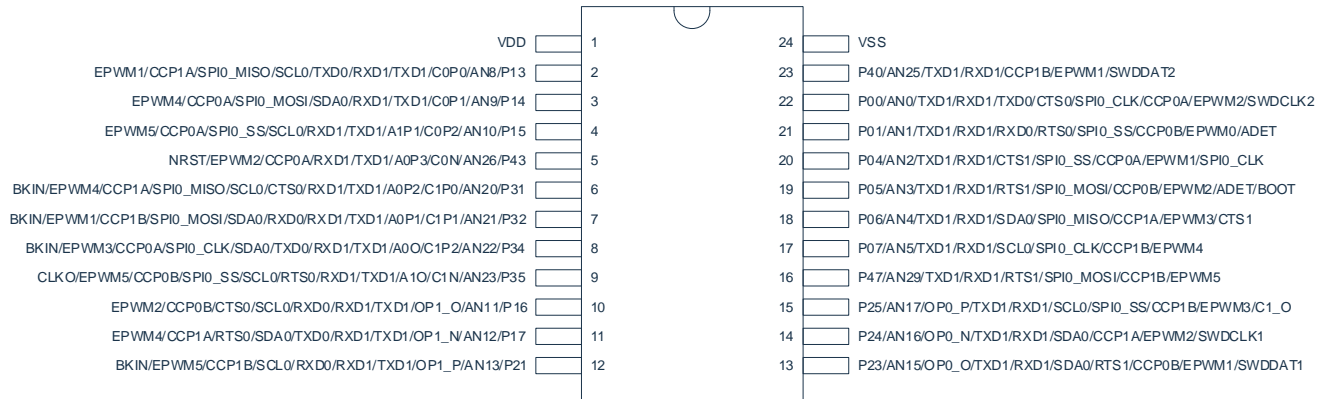 VDD 1 24 VSS
EPWM1/CCP1A/SPI0_MISO/SCL0/TXD0/RXD1/TXD1/C0P0/AN8/P13 2 23 P40/AN25/TXD1/RXD1/CCP1B/EPWM1/SWDDAT2
EPWM4/CCP0A/SPI0_MOSI/SDA0/RXD1/TXD1/C0P1/AN9/P14 3 22 P00/AN0/TXD1/RXD1/TXD0/CTS0/SPI0_CLK/CCP0A/EPWM2/SWDCLK2
EPWM5/CCP0A/SPI0_SS/SCL0/RXD1/TXD1/A1P1/C0P2/AN10/P15 4 21 P01/AN1/TXD1/RXD1/RXD0/RTS0/SPI0_SS/CCP0B/EPWM0/ADET
NRST/EPWM2/CCP0A/RXD1/TXD1/A0P3/C0N/AN26/P43 5 20 P04/AN2/TXD1/RXD1/CTS1/SPI0_SS/CCP0A/EPWM1/SPI0_CLK
BKIN/EPWM4/CCP1A/SPI0_MISO/SCL0/CTS0/RXD1/TXD1/A0P2/C1P0/AN20/P31 6 19 P05/AN3/TXD1/RXD1/RTS1/SPI0_MOSI/CCP0B/EPWM2/ADET/BOOT
BKIN/EPWM1/CCP1B/SPI0_MOSI/SDA0/RXD0/RXD1/TXD1/A0P1/C1P1/AN21/P32 7 18 P06/AN4/TXD1/RXD1/SDA0/SPI0_MISO/CCP1A/EPWM3/CTS1
BKIN/EPWM3/CCP0A/SPI0_CLK/SDA0/TXD0/RXD1/TXD1/A0O/C1P2/AN22/P34 8 17 P07/AN5/TXD1/RXD1/SCL0/SPI0_CLK/CCP1B/EPWM4
CLKO/EPWM5/CCP0B/SPI0_SS/SCL0/RTS0/RXD1/TXD1/A1O/C1N/AN23/P35 9 16 P47/AN29/TXD1/RXD1/RTS1/SPI0_MOSI/CCP1B/EPWM5
EPWM2/CCP0B/CTS0/SCL0/RXD0/RXD1/TXD1/OP1_O/AN11/P16 10 15 P25/AN17/OP0_P/TXD1/RXD1/SCL0/SPI0_SS/CCP1B/EPWM3/C1_O
EPWM4/CCP1A/RTS0/SDA0/TXD0/RXD1/TXD1/OP1_N/AN12/P17 11 14 P24/AN16/OP0_N/TXD1/RXD1/SDA0/CCP1A/EPWM2/SWDCLK1
BKIN/EPWM5/CCP1B/SCL0/RXD0/RXD1/TXD1/OP1_P/AN13/P21 12 13 P23/AN15/OP0_O/TXD1/RXD1/SDA0/RTS1/CCP0B/EPWM1/SWDDAT1